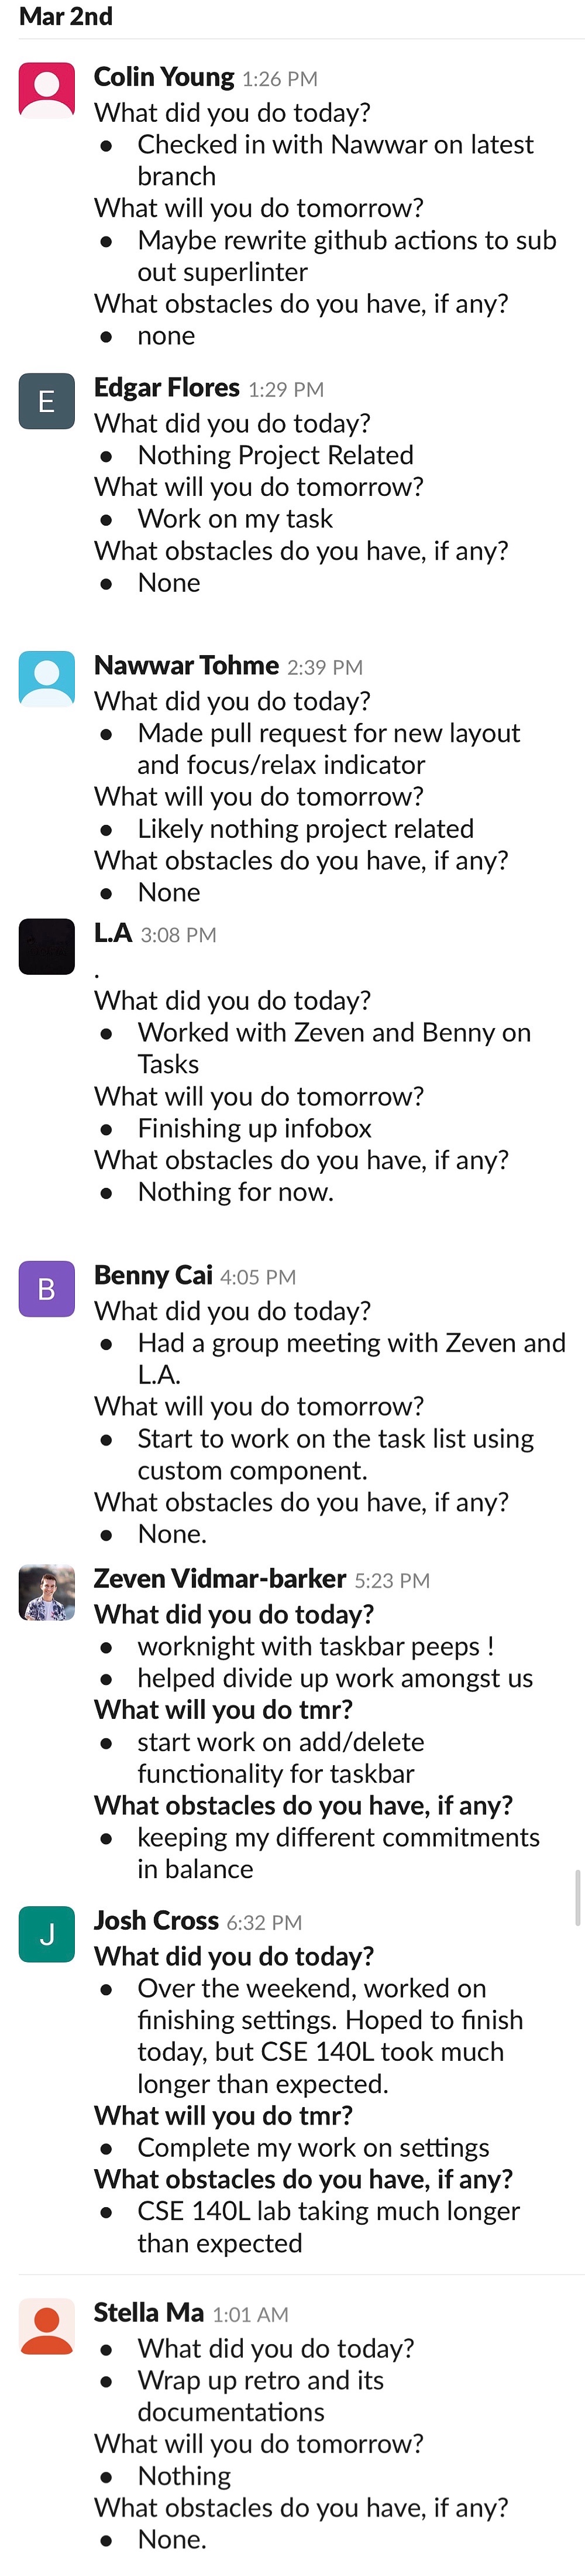 Mar 2nd
Colin Young 1:26 PM
What did you do today?
● Checked in with Nawwar on latest
branch
What will you do tomorrow?
● Maybe rewrite github actions to sub
out superlinter
What obstacles do you have, if any?
● none
E
Edgar Flores 1:29 PM
What did you do today?
● Nothing Project Related
What will you do tomorrow?
● Work on my task
What obstacles do you have, if any?
● None
Nawwar Tohme 2:39 PM
What did you do today?
● Made pull request for new layout
and focus/relax indicator
What will you do tomorrow?
● Likely nothing project related
What obstacles do you have, if any?
● None
L.A 3:08 PM
.
What did you do today?
● Worked with Zeven and Benny on
Tasks
What will you do tomorrow?
● Finishing up infobox
What obstacles do you have, if any?
● Nothing for now.
B
Benny Cai 4:05 PM
What did you do today?
● Had a group meeting with Zeven and
L.A.
What will you do tomorrow?
● Start to work on the task list using
custom component.
What obstacles do you have, if any?
● None.
Zeven Vidmar-barker 5:23 PM
What did you do today?
● worknight with taskbar peeps !
● helped divide up work amongst us
What will you do tmr?
● start work on add/delete
functionality for taskbar
What obstacles do you have, if any?
● keeping my different commitments
in balance
J
Josh Cross 6:32 PM
What did you do today?
● Over the weekend, worked on
finishing settings. Hoped to finish
today, but CSE 140L took much
longer than expected.
What will you do tmr?
● Complete my work on settings
What obstacles do you have, if any?
● CSE 140L lab taking much longer
than expected
Stella Ma 1:01 AM
● What did you do today?
● Wrap up retro and its
documentations
What will you do tomorrow?
● Nothing
What obstacles do you have, if any?
● None.